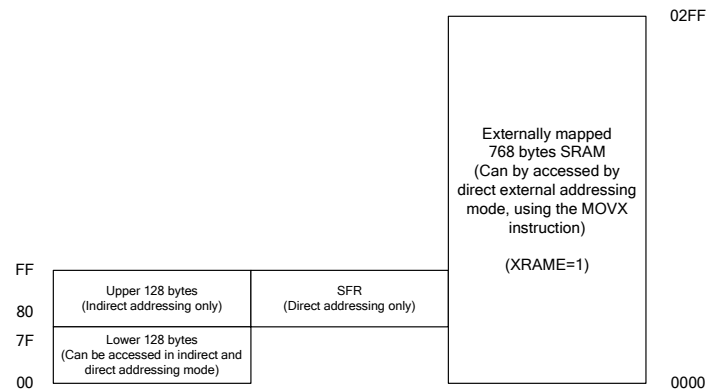 02FF
Externally mapped
768 bytes SRAM
(Can by accessed by
direct external addressing
mode, using the MOVX
instruction)
(XRAME=1)
FF
Upper 128 bytes
(Indirect addressing only)
SFR
(Direct addressing only)
80
7F
Lower 128 bytes
(Can be accessed in indirect and
direct addressing mode)
00
0000